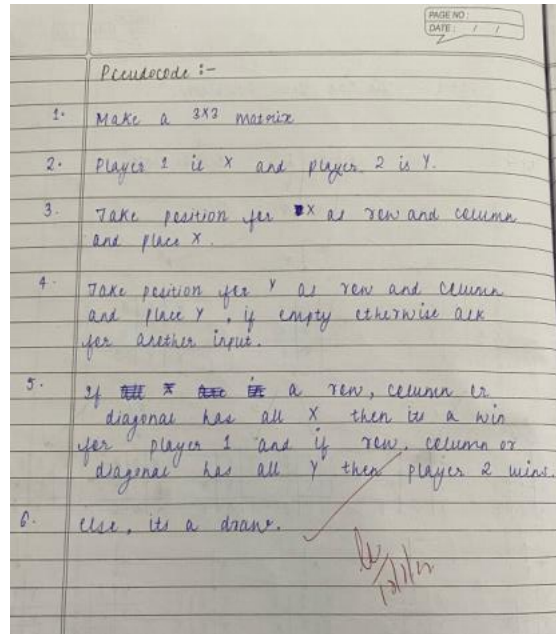 PAGE NO:
DATE: / /
Pseudocode :-
1. Make a 3x3 matrix
2. Player 1 is X and player 2 is Y.
3. Take position for X as row and column
and place X.
4. Take position for Y as row and column
and place Y, if empty otherwise ask
for another input.
5. If a row, column or
diagonal has all X then its a win
for player 1 and if row, column or
diagonal has all Y then player 2 wins.
6. Else, its a draw.